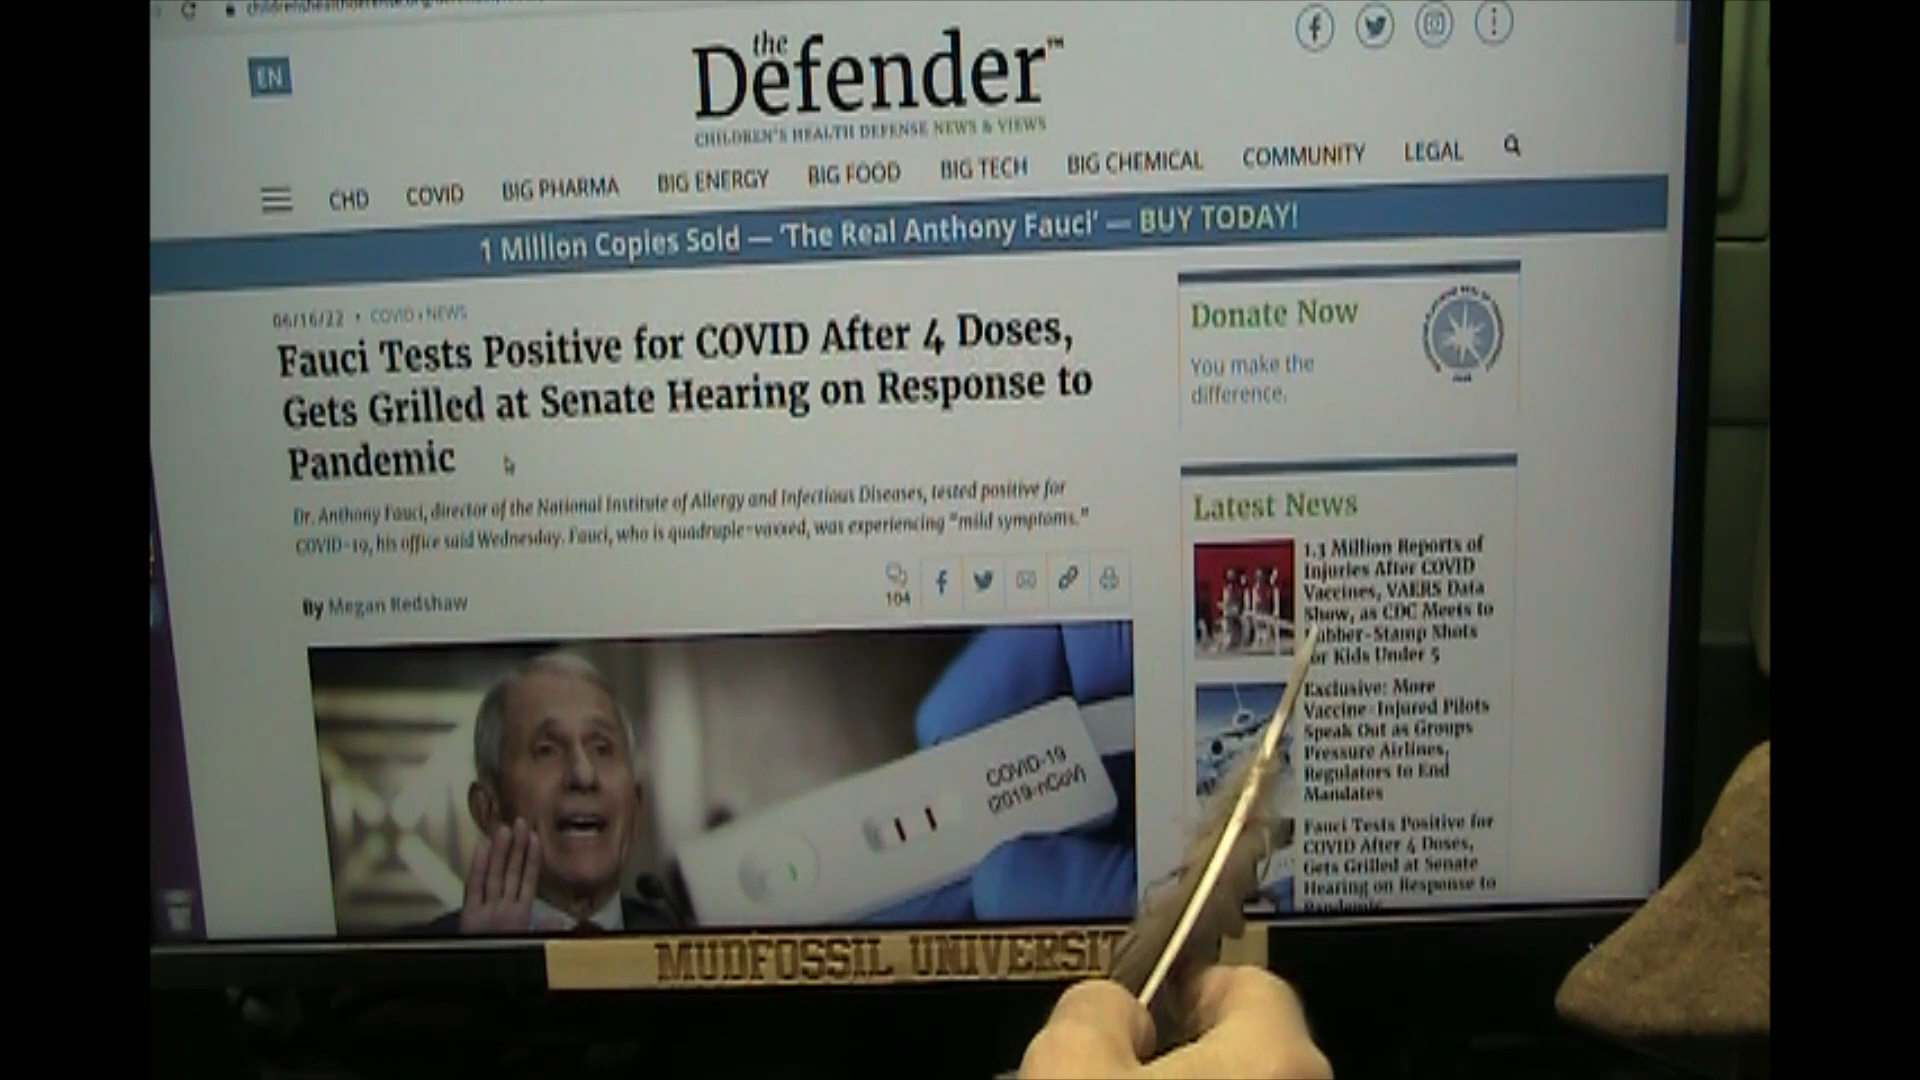 EN
the
Defender™
CHILDREN'S HEALTH DEFENSE NEWS & VIEWS
CHD COVID BIG PHARMA BIG ENERGY BIG FOOD BIG TECH BIG CHEMICAL COMMUNITY LEGAL
1 Million Copies Sold — 'The Real Anthony Fauci' — BUY TODAY!
06/16/22 • COVID › NEWS
Fauci Tests Positive for COVID After 4 Doses,
Gets Grilled at Senate Hearing on Response to
Pandemic
Dr. Anthony Fauci, director of the National Institute of Allergy and Infectious Diseases, tested positive for
COVID-19, his office said Wednesday. Fauci, who is quadruple-vaxxed, was experiencing "mild symptoms."
By Megan Redshaw
104
COVID-19
(2019-nCoV)
Donate Now
You make the
difference.
Latest News
1.3 Million Reports of
Injuries After COVID
Vaccines, VAERS Data
Show, as CDC Meets to
ubber-Stamp Shots
or Kids Under 5
Exclusive: More
Vaccine-Injured Pilots
Speak Out as Groups
Pressure Airlines,
Regulators to End
Mandates
Fauci Tests Positive for
COVID After 4 Doses,
Gets Grilled at Senate
Hearing on Response to
Pandemic
MUDFOSSIL UNIVERSIT